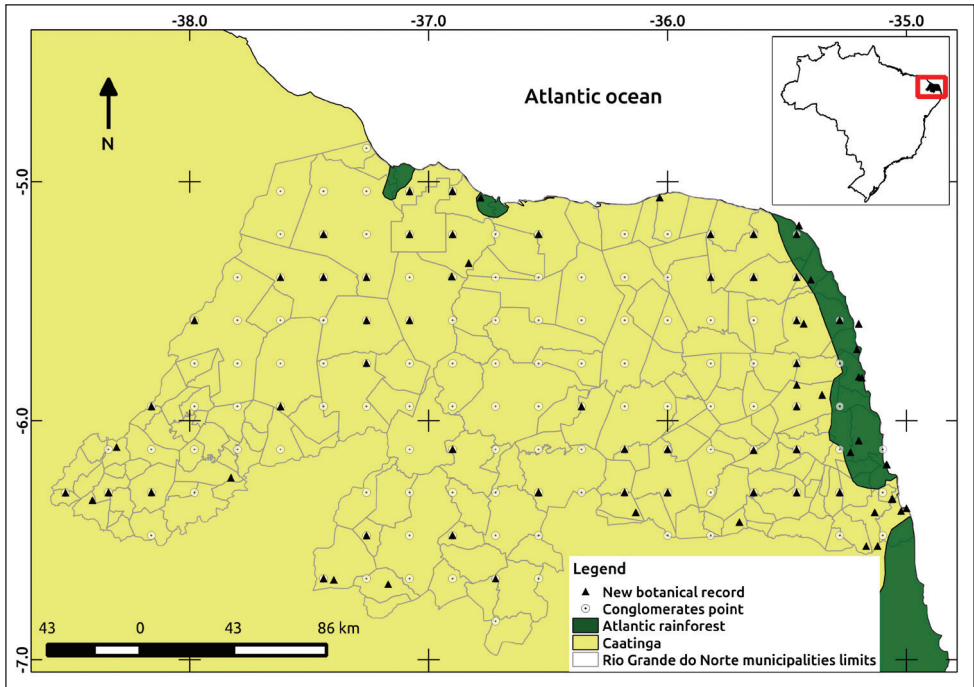 -38.0 -37.0 -36.0 -35.0
Atlantic ocean
N
-5.0
-6.0
-7.0
43 0 43 86 km
Legend
New botanical record
Conglomerates point
Atlantic rainforest
Caatinga
Rio Grande do Norte municipalities limits